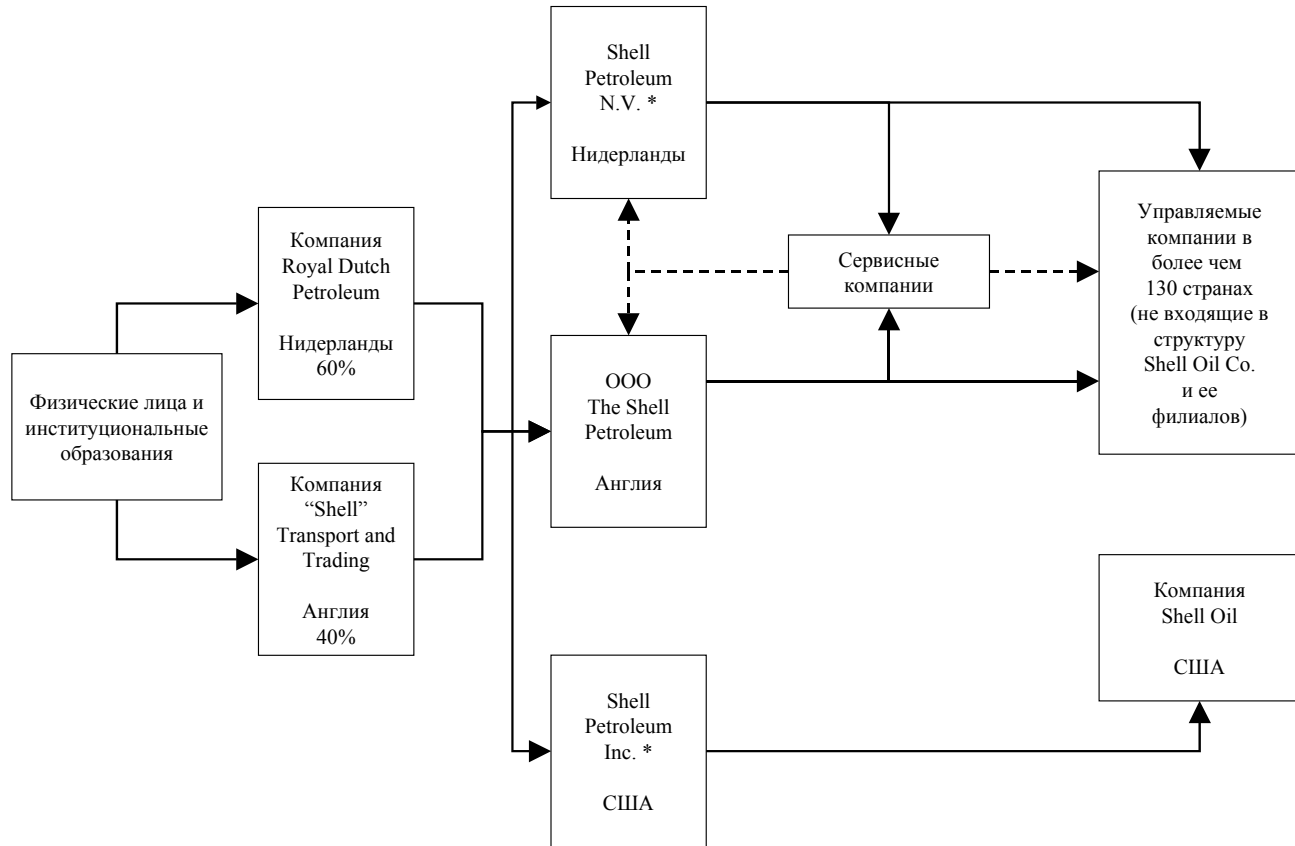 Физические лица и
институциональные
образования
Компания
Royal Dutch
Petroleum
Нидерланды
60%
Компания
“Shell”
Transport and
Trading
Англия
40%
Shell
Petroleum
N.V. *
Нидерланды
ООО
The Shell
Petroleum
Англия
Shell
Petroleum
Inc. *
США
Сервисные
компании
Управляемые
компании в
более чем
130 странах
(не входящие в
структуру
Shell Oil Co.
и ее
филиалов)
Компания
Shell Oil
США